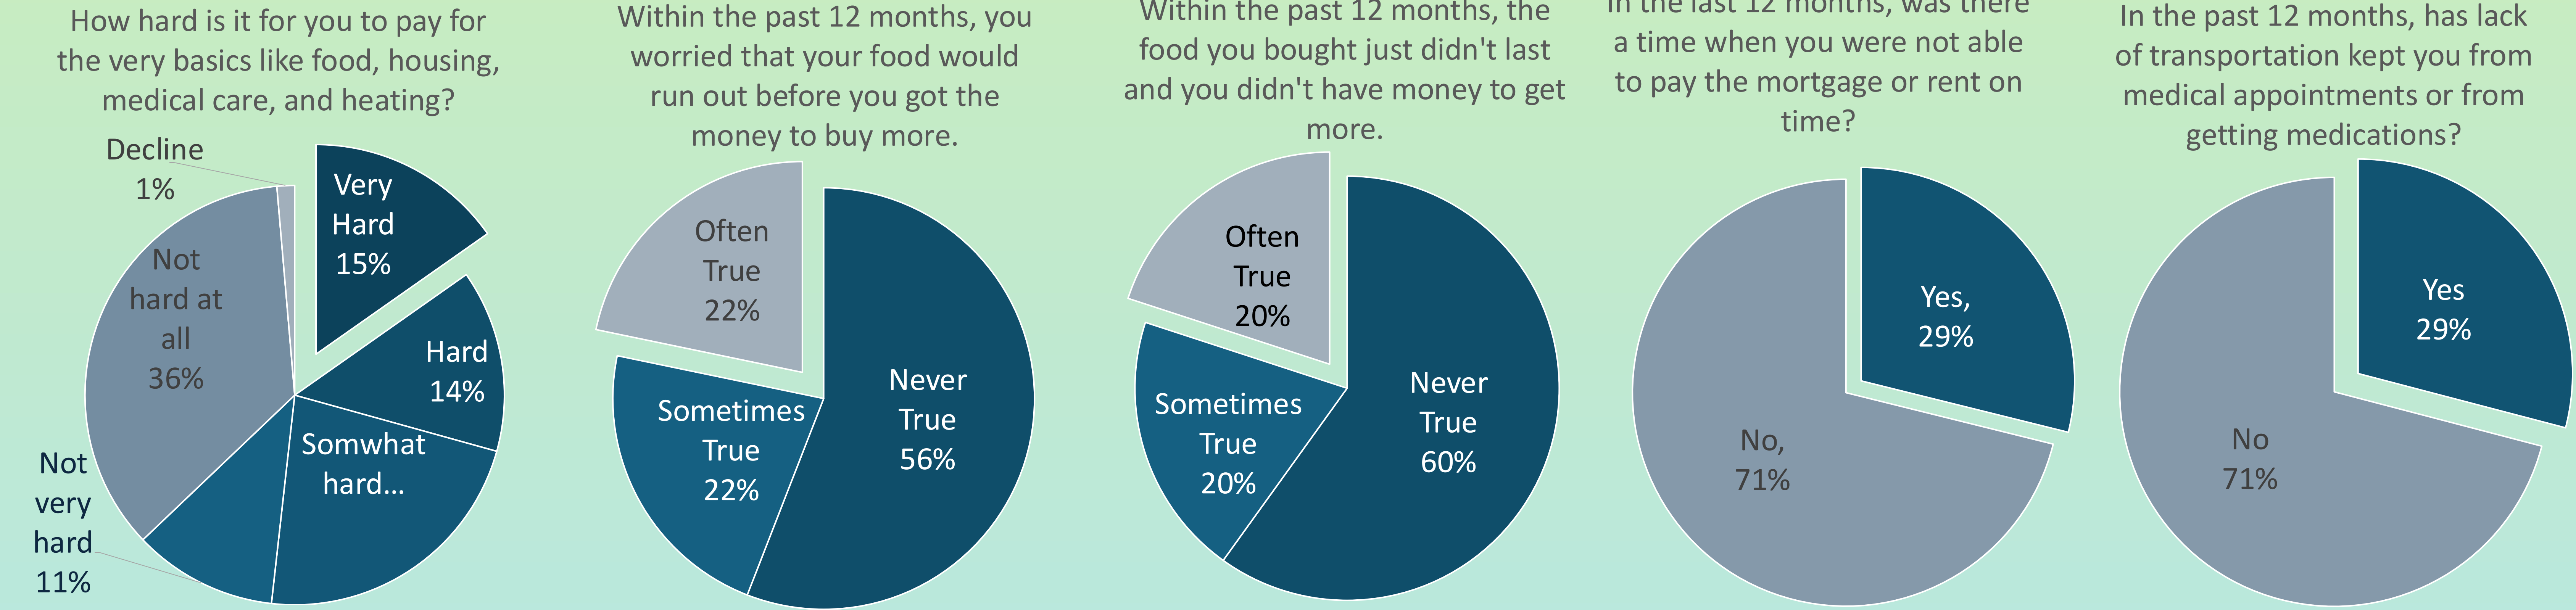 How hard is it for you to pay for
the very basics like food, housing,
medical care, and heating?
Decline
1%
Very
Hard
15%
Hard
14%
Somwhat
hard...
Not
very
hard
11%
Not
hard at
all
36%
Within the past 12 months, you
worried that your food would
run out before you got the
money to buy more.
Often
True
22%
Sometimes
True
22%
Never
True
56%
Within the past 12 months, the
food you bought just didn't last
and you didn't have money to get
more.
Often
True
20%
Sometimes
True
20%
Never
True
60%
In the last 12 months, was there
a time when you were not able
to pay the mortgage or rent on
time?
Yes,
29%
No,
71%
In the past 12 months, has lack
of transportation kept you from
medical appointments or from
getting medications?
Yes
29%
No
71%